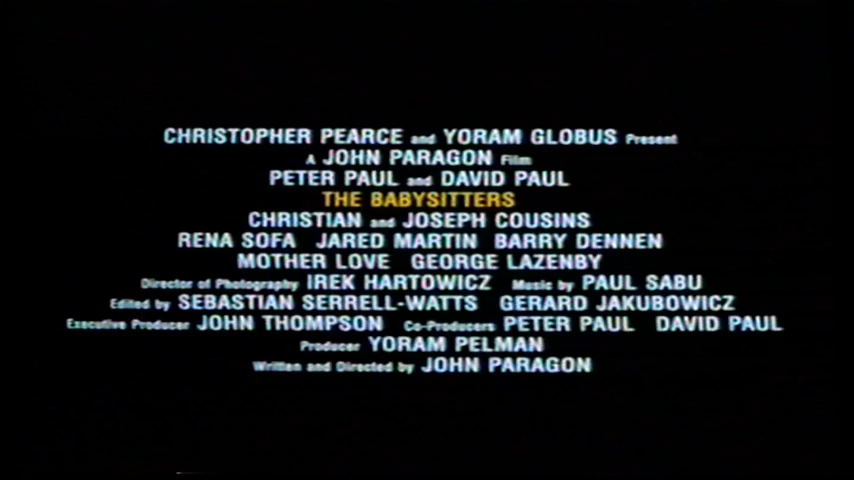 CHRISTOPHER PEARCE and YORAM GLOBUS Present
A JOHN PARAGON Film
PETER PAUL and DAVID PAUL
THE BABYSITTERS
CHRISTIAN and JOSEPH COUSINS
RENA SOFA JARED MARTIN BARRY DENNEN
MOTHER LOVE GEORGE LAZENBY
Director of Photography IREK HARTOWICZ Music by PAUL SABU
Edited by SEBASTIAN SERRELL-WATTS GERARD JAKUBOWICZ
Executive Producer JOHN THOMPSON Co-Producers PETER PAUL DAVID PAUL
Producer YORAM PELMAN
Written and Directed by JOHN PARAGON